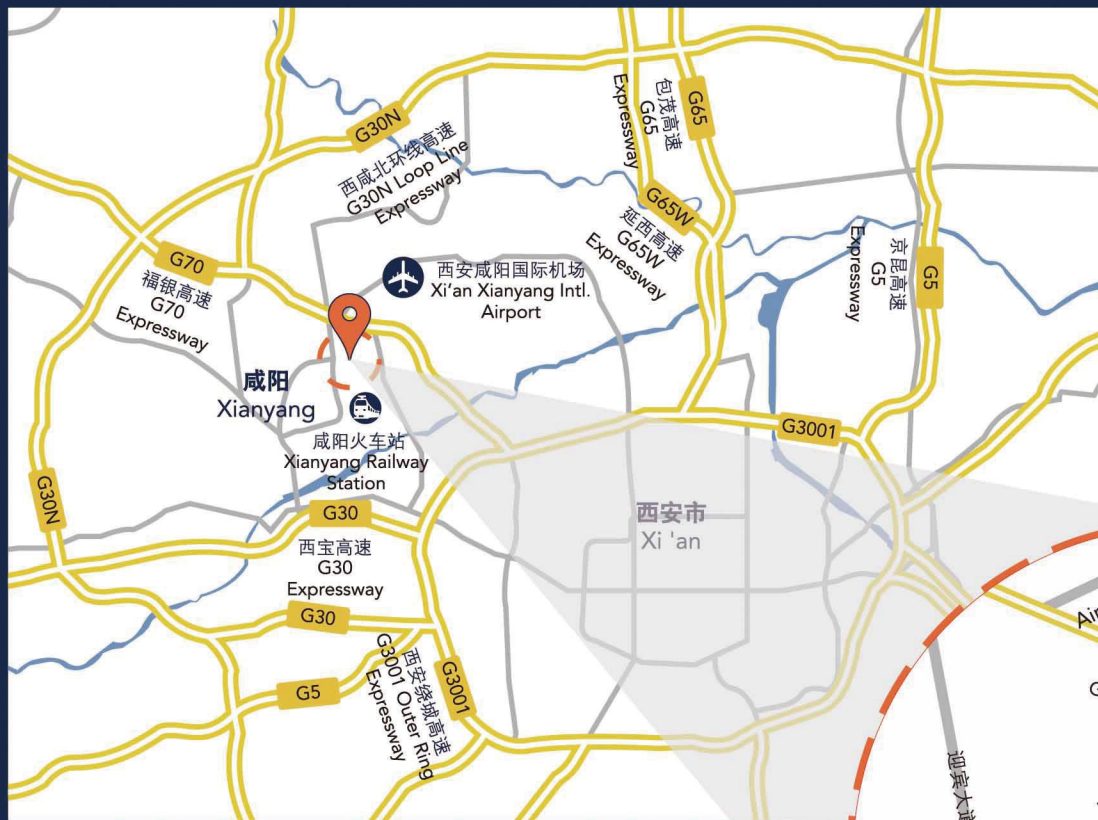 G30N
西咸北环线高速
G30N Loop Line
Expressway
包茂高速
G65
Expressway
G65
G65W
延西高速
G65W
Expressway
京昆高速
G5
Expressway
G5
G70
福银高速
G70
Expressway
西安咸阳国际机场
Xi'an Xianyang Intl.
Airport
咸阳
Xianyang
咸阳火车站
Xianyang Railway
Station
G3001
G30N
G30
西宝高速
G30
Expressway
西安市
Xi 'an
G30
G5
西安绕城高速
G3001 Outer Ring
Expressway
G3001
迎宾大道